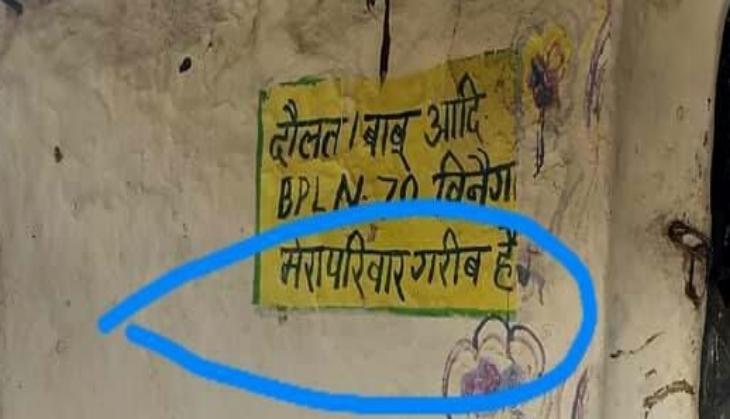 दौलत/बाबू आदि
BPL N. 70 विनैग
मेरा परिवार गरीब है